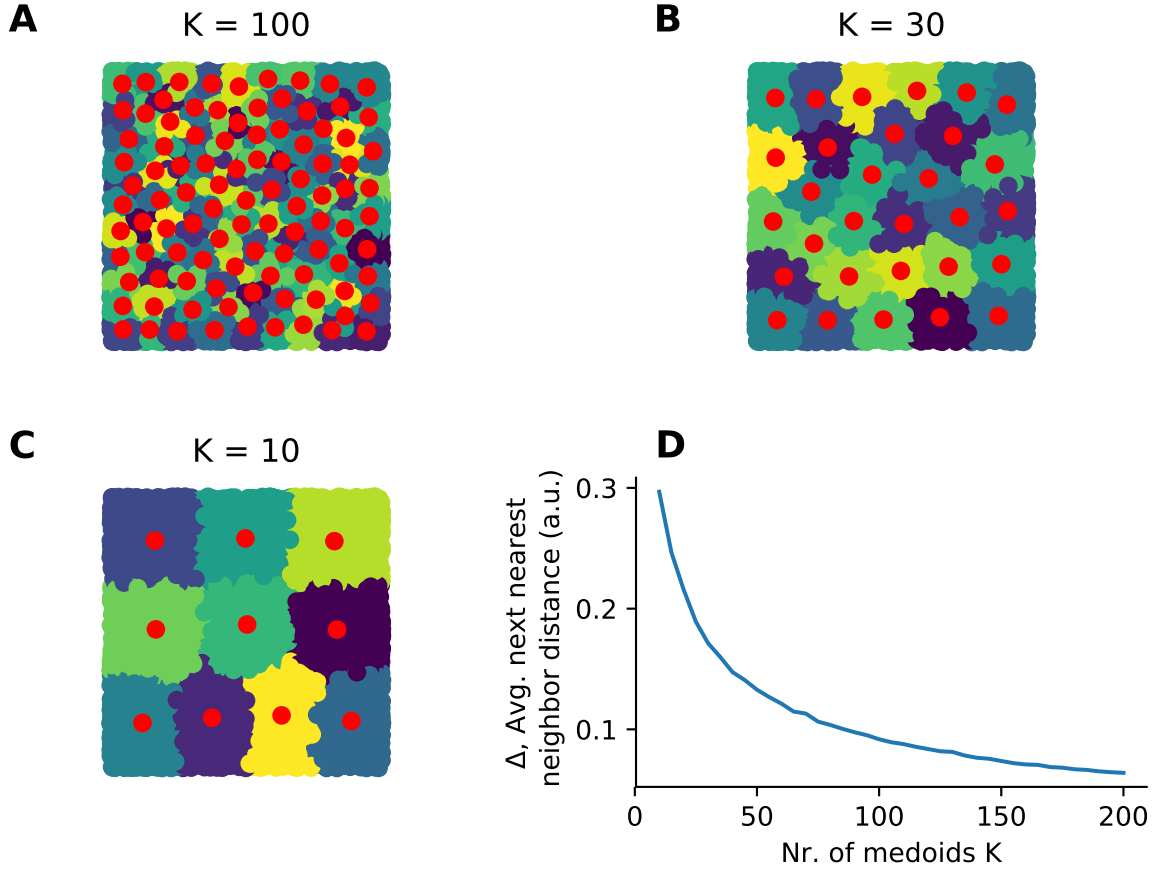 A
K = 100
B
K = 30
C
K = 10
D
Δ, Avg. next nearest
neighbor distance (a.u.)
0.3
0.2
0.1
0
50
100
150
200
Nr. of medoids K